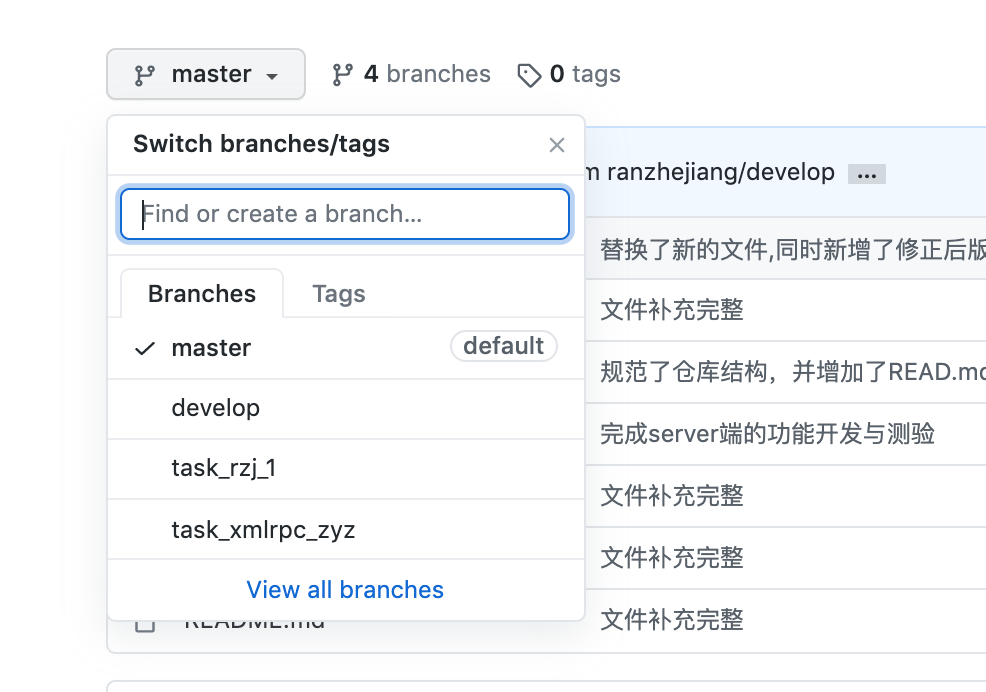 master 4 branches 0 tags
Switch branches/tags
ranzhejiang/develop ...
Find or create a branch...
替换了新的文件,同时新增了修正后版
Branches Tags
文件补充完整
master default
规范了仓库结构，并增加了READ.md
develop
完成server端的功能开发与测验
task_rzj_1
文件补充完整
task_xmlrpc_zyz
文件补充完整
View all branches
README.md 文件补充完整